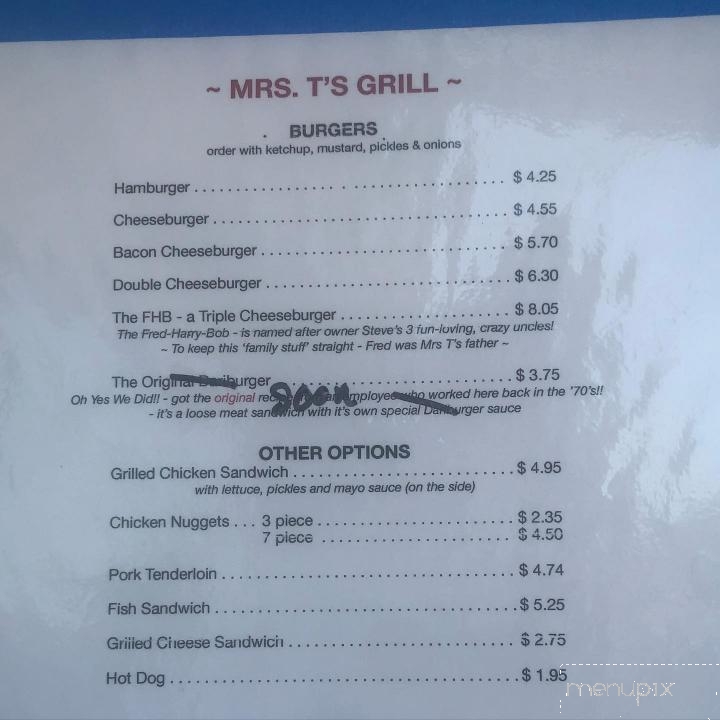 ~ MRS. T'S GRILL ~
BURGERS
order with ketchup, mustard, pickles & onions
Hamburger $ 4.25
Cheeseburger $ 4.55
Bacon Cheeseburger $ 5.70
Double Cheeseburger $ 6.30
The FHB - a Triple Cheeseburger $ 8.05
The Fred-Harry-Bob - is named after owner Steve's 3 fun-loving, crazy uncles!
~ To keep this 'family stuff' straight - Fred was Mrs T's father ~
The Original Dariburger $ 3.75
soon
Oh Yes We Did!! - got the original employee who worked here back in the '70's!!
- it's a loose meat sandwich with it's own special Dariburger sauce
OTHER OPTIONS
Grilled Chicken Sandwich $ 4.95
with lettuce, pickles and mayo sauce (on the side)
Chicken Nuggets . . . 3 piece $ 2.35
7 piece $ 4.50
Pork Tenderloin $ 4.74
Fish Sandwich $ 5.25
Grilled Cheese Sandwich $ 2.75
Hot Dog $ 1.95
menupix